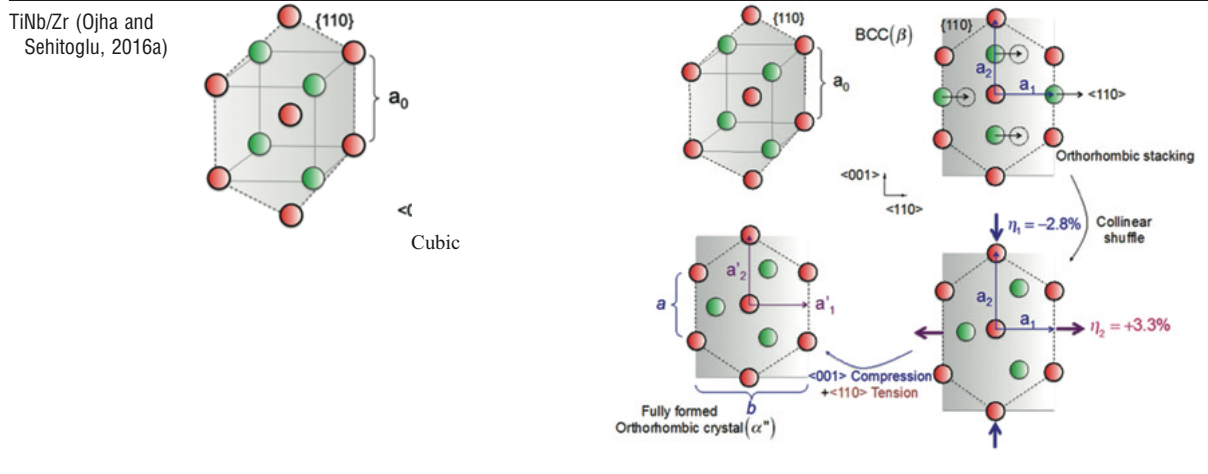 TiNb/Zr (Ojha and
Sehitoglu, 2016a)
{110}
a₀
Cubic
{110}
a₀
BCC(β)
{110}
a₂
a₁
<110>
Orthorhombic stacking
<001>
<110>
Collinear
shuffle
η₁ = −2.8%
a
a'₂
a'₁
b
Fully formed
Orthorhombic crystal(α")
a₂
a₁
η₂ = +3.3%
<001> Compression
+<110> Tension